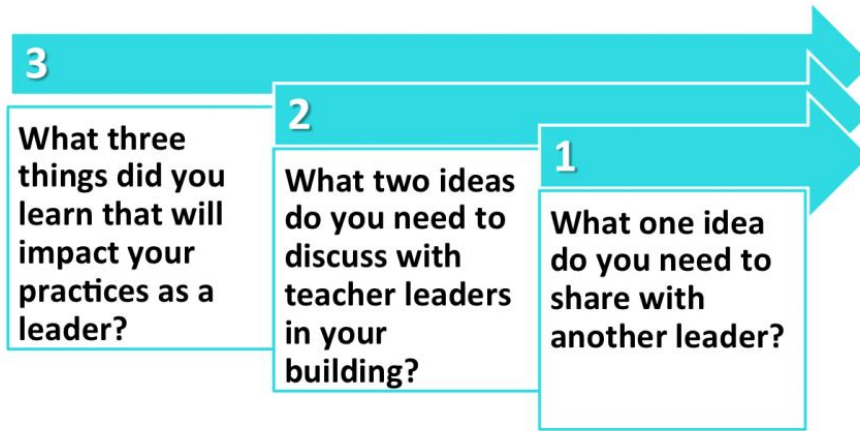 3
What three
things did you
learn that will
impact your
practices as a
leader?
2
What two ideas
do you need to
discuss with
teacher leaders
in your
building?
1
What one idea
do you need to
share with
another leader?